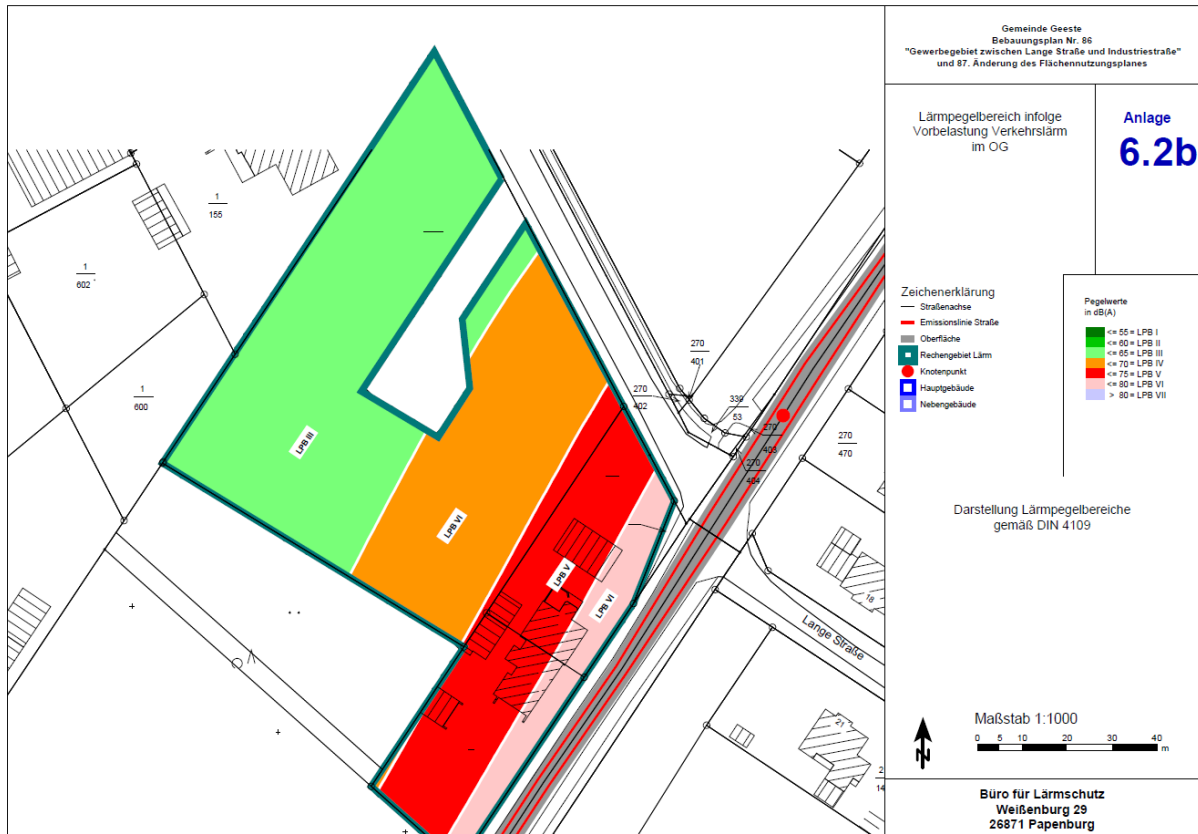 Gemeinde Geeste
Bebauungsplan Nr. 86
"Gewerbegebiet zwischen Lange Straße und Industriestraße"
und 87. Änderung des Flächennutzungsplanes
Lärmpegelbereich infolge
Vorbelastung Verkehrslärm
im OG
Anlage
6.2b
Zeichenerklärung
Straßenachse
Emissionslinie Straße
Oberfläche
Rechengebiet Lärm
Knotenpunkt
Hauptgebäude
Nebengebäude
Pegelwerte
in dB(A)
<= 55 = LPB I
<= 60 = LPB II
<= 65 = LPB III
<= 70 = LPB IV
<= 75 = LPB V
<= 80 = LPB VI
> 80 = LPB VII
Darstellung Lärmpegelbereiche
gemäß DIN 4109
Maßstab 1:1000
0 5 10 20 30 40
m
N
Büro für Lärmschutz
Weißenburg 29
26871 Papenburg
1
155
1
602
1
600
270
401
270
402
339
53
270
403
270
404
270
470
LPB III
LPB VI
LPB V
LPB VI
18
Lange Straße
21
2
14